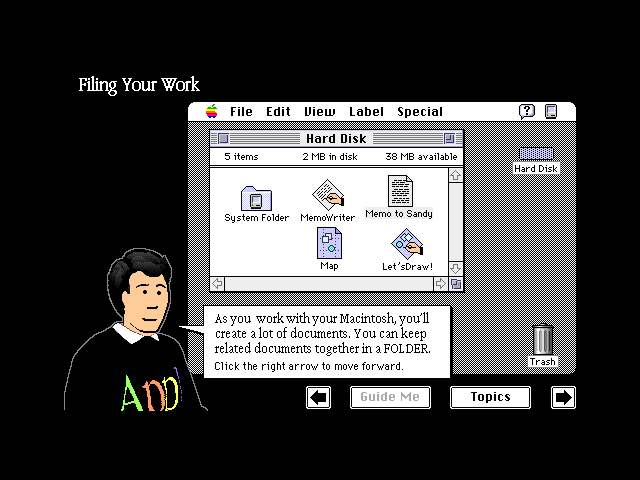 Filing Your Work
File Edit View Label Special
Hard Disk
5 items 2 MB in disk 38 MB available
Hard Disk
System Folder MemoWriter Memo to Sandy
Map Let'sDraw!
As you work with your Macintosh, you'll
create a lot of documents. You can keep
related documents together in a FOLDER.
Click the right arrow to move forward.
Trash
App
Guide Me Topics